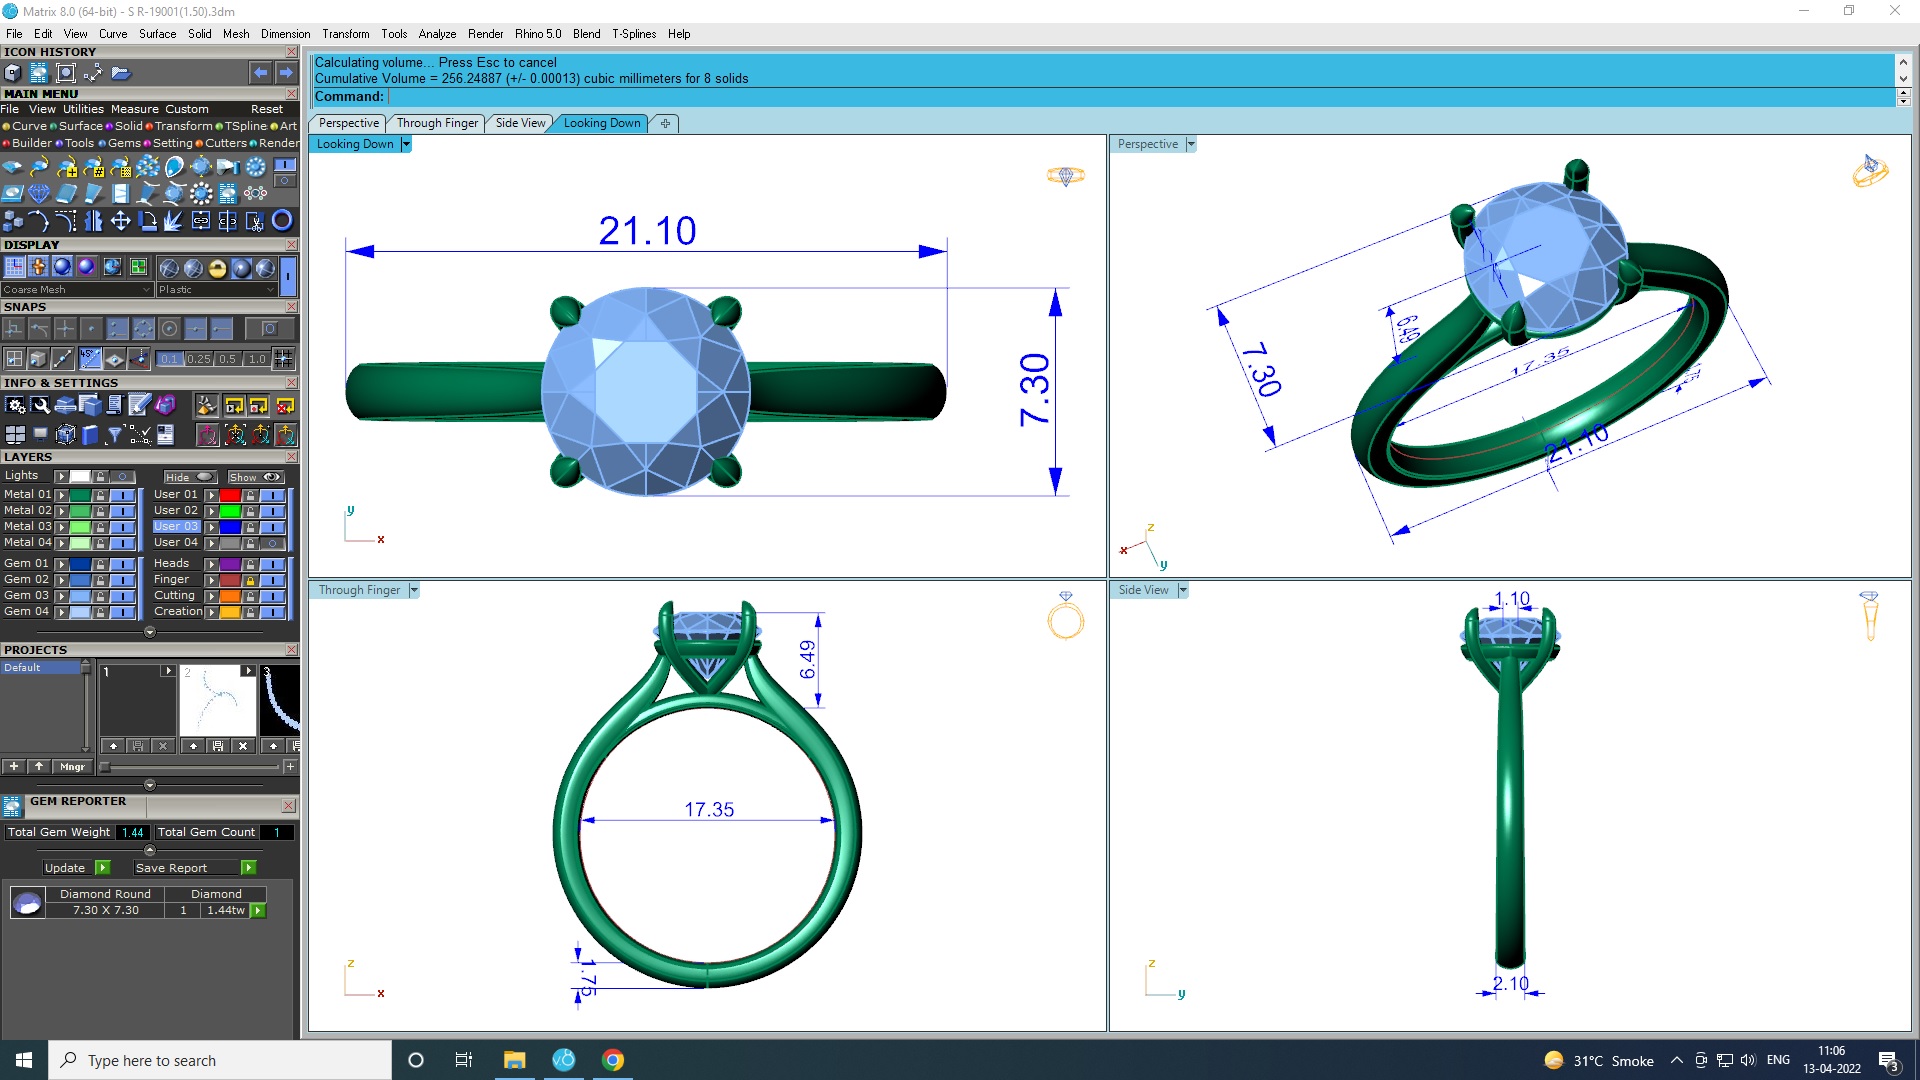 Matrix 8.0 (64-bit) - S R-19001(1.50).3dm
File Edit View Curve Surface Solid Mesh Dimension Transform Tools Analyze Render Rhino 5.0 Blend T-Splines Help
ICON HISTORY
Calculating volume... Press Esc to cancel
Cumulative Volume = 256.24887 (+/- 0.00013) cubic millimeters for 8 solids
Command:
MAIN MENU
File View Utilities Measure Custom Reset
Curve Surface Solid Transform TSpline Art
Builder Tools Gems Setting Cutters Render
DISPLAY
Coarse Mesh Plastic
SNAPS
45°
0.1 0.25 0.5 1.0
INFO & SETTINGS
LAYERS
Lights Hide Show
Metal 01 User 01
Metal 02 User 02
Metal 03 User 03
Metal 04 User 04
Gem 01 Heads
Gem 02 Finger
Gem 03 Cutting
Gem 04 Creation
PROJECTS
Default
1 2 3
Mngr
GEM REPORTER
Total Gem Weight 1.44 Total Gem Count 1
Update Save Report
Diamond Round Diamond
7.30 X 7.30 1 1.44tw
Perspective Through Finger Side View Looking Down
Looking Down
21.10
7.30
y
x
Perspective
7.30
6.49
17.35
1.75
21.10
z
x
y
Through Finger
6.49
17.35
1.75
z
x
Side View
1.10
2.10
z
y
Type here to search
31°C Smoke
ENG
11:06
13-04-2022
3